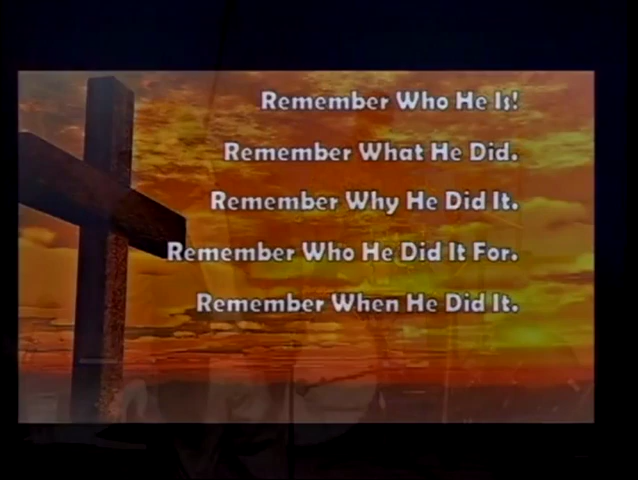 Remember Who He Is!
Remember What He Did.
Remember Why He Did It.
Remember Who He Did It For.
Remember When He Did It.